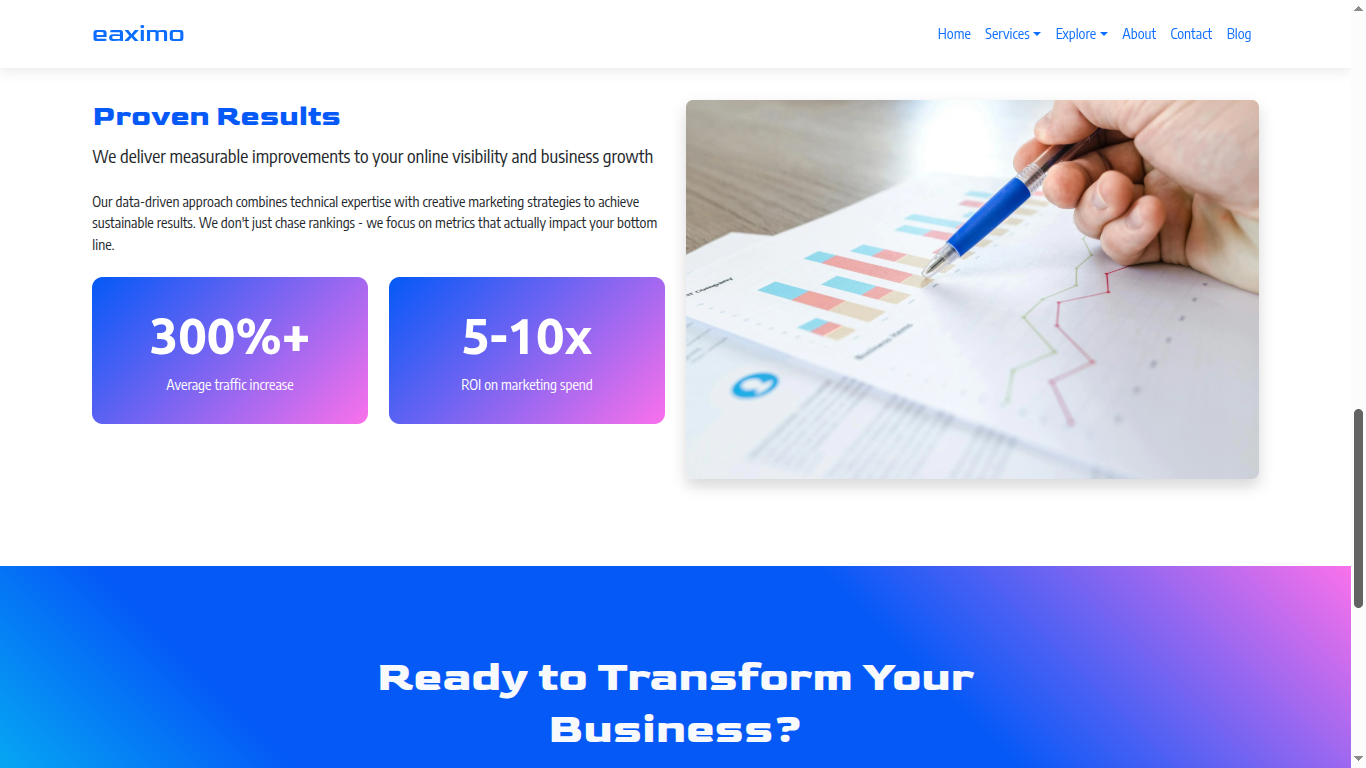 eaximo
Home Services Explore About Contact Blog
Proven Results
We deliver measurable improvements to your online visibility and business growth
Our data-driven approach combines technical expertise with creative marketing strategies to achieve
sustainable results. We don't just chase rankings - we focus on metrics that actually impact your bottom
line.
300%+
Average traffic increase
5-10x
ROI on marketing spend
Company
Ready to Transform Your
Business?